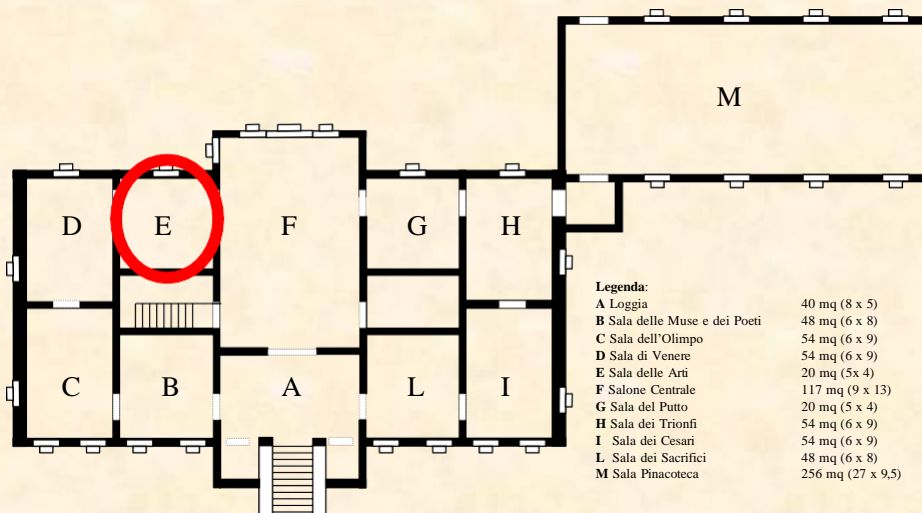 M
D
E
F
G
H
C
B
A
L
I
Legenda:
A Loggia 40 mq (8 x 5)
B Sala delle Muse e dei Poeti 48 mq (6 x 8)
C Sala dell'Olimpo 54 mq (6 x 9)
D Sala di Venere 54 mq (6 x 9)
E Sala delle Arti 20 mq (5x 4)
F Salone Centrale 117 mq (9 x 13)
G Sala del Putto 20 mq (5 x 4)
H Sala dei Trionfi 54 mq (6 x 9)
I Sala dei Cesari 54 mq (6 x 9)
L Sala dei Sacrifici 48 mq (6 x 8)
M Sala Pinacoteca 256 mq (27 x 9,5)